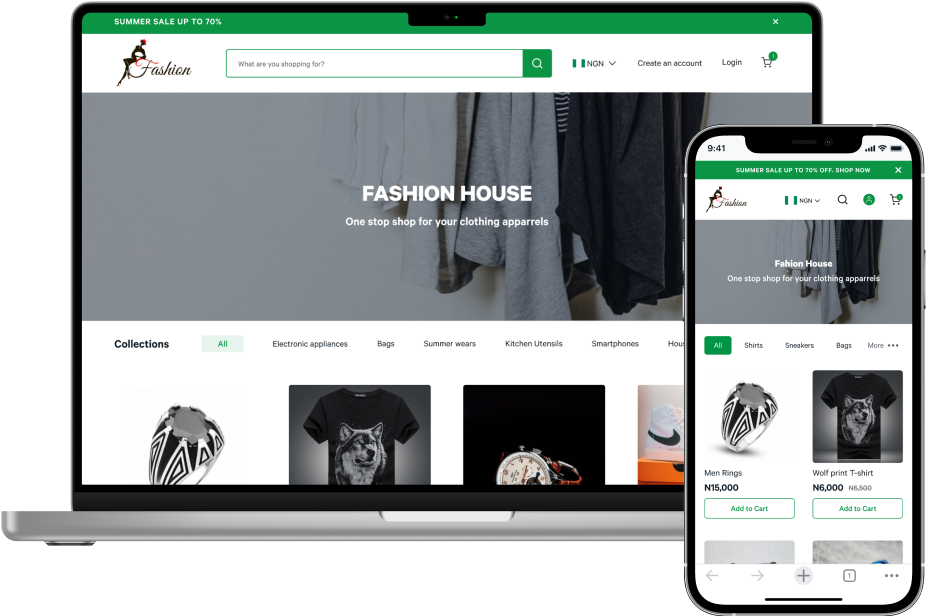 SUMMER SALE UP TO 70%
Fashion
What are you shopping for?
NGN
Create an account
Login
1
FASHION HOUSE
One stop shop for your clothing apparrels
Collections
All
Electronic appliances
Bags
Summer wears
Kitchen Utensils
Smartphones
Hous
9:41
SUMMER SALE UP TO 70% OFF. SHOP NOW
Fashion
NGN
Fahion House
One stop shop for your clothing apparrels
All
Shirts
Sneakers
Bags
More
Men Rings
Wolf print T-shirt
N15,000
N6,000 N6,500
Add to Cart
Add to Cart
1